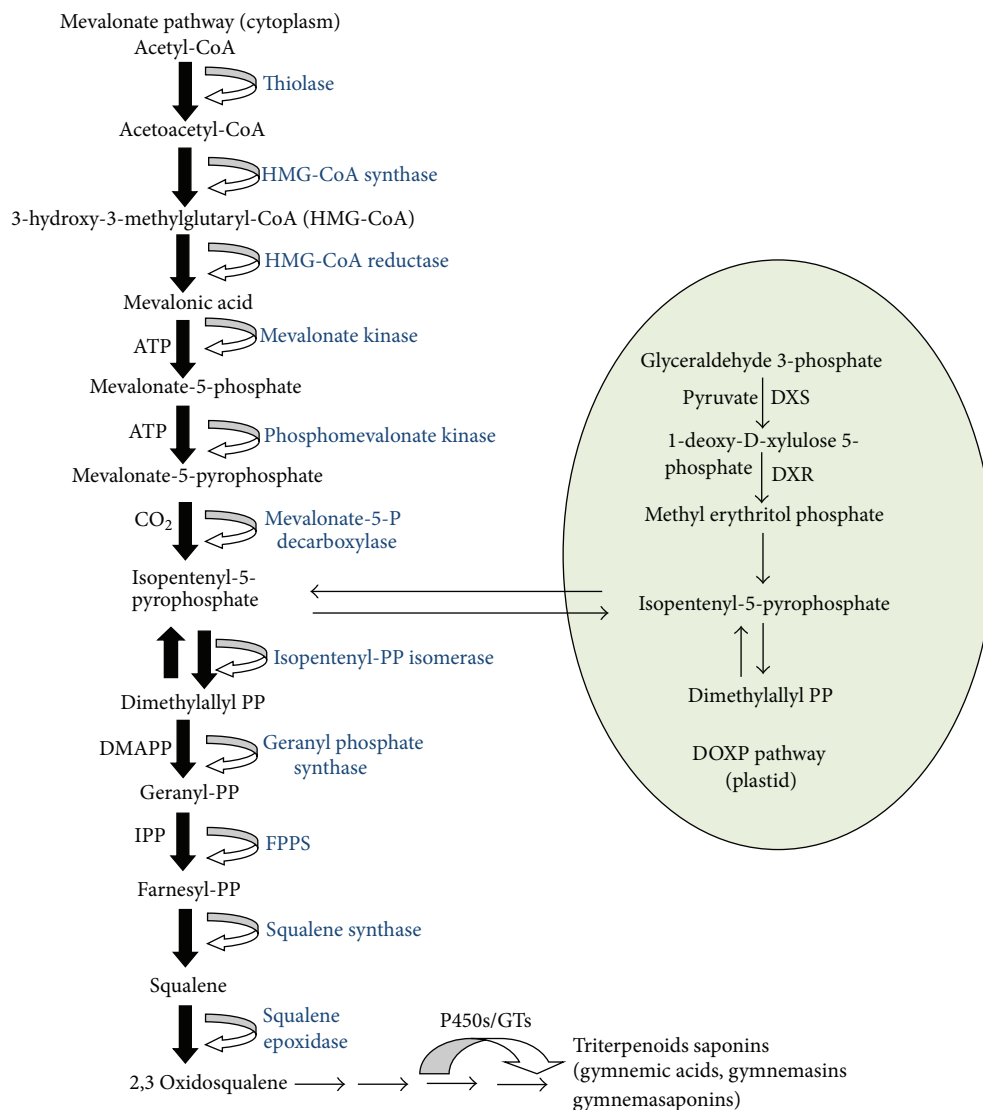 Mevalonate pathway (cytoplasm)
Acetyl-CoA
Thiolase
Acetoacetyl-CoA
HMG-CoA synthase
3-hydroxy-3-methylglutaryl-CoA (HMG-CoA)
HMG-CoA reductase
Mevalonic acid
ATP
Mevalonate kinase
Mevalonate-5-phosphate
ATP
Phosphomevalonate kinase
Mevalonate-5-pyrophosphate
CO₂
Mevalonate-5-P
decarboxylase
Isopentenyl-5-
pyrophosphate
Isopentenyl-PP isomerase
Dimethylallyl PP
DMAPP
Geranyl phosphate
synthase
Geranyl-PP
IPP
FPPS
Farnesyl-PP
Squalene synthase
Squalene
Squalene
epoxidase
2,3 Oxidosqualene
P450s/GTs
Triterpenoids saponins
(gymnemic acids, gymnemasins
gymnemasaponins)
Glyceraldehyde 3-phosphate
Pyruvate
DXS
1-deoxy-D-xylulose 5-
phosphate
DXR
Methyl erythritol phosphate
Isopentenyl-5-pyrophosphate
Dimethylallyl PP
DOXP pathway
(plastid)